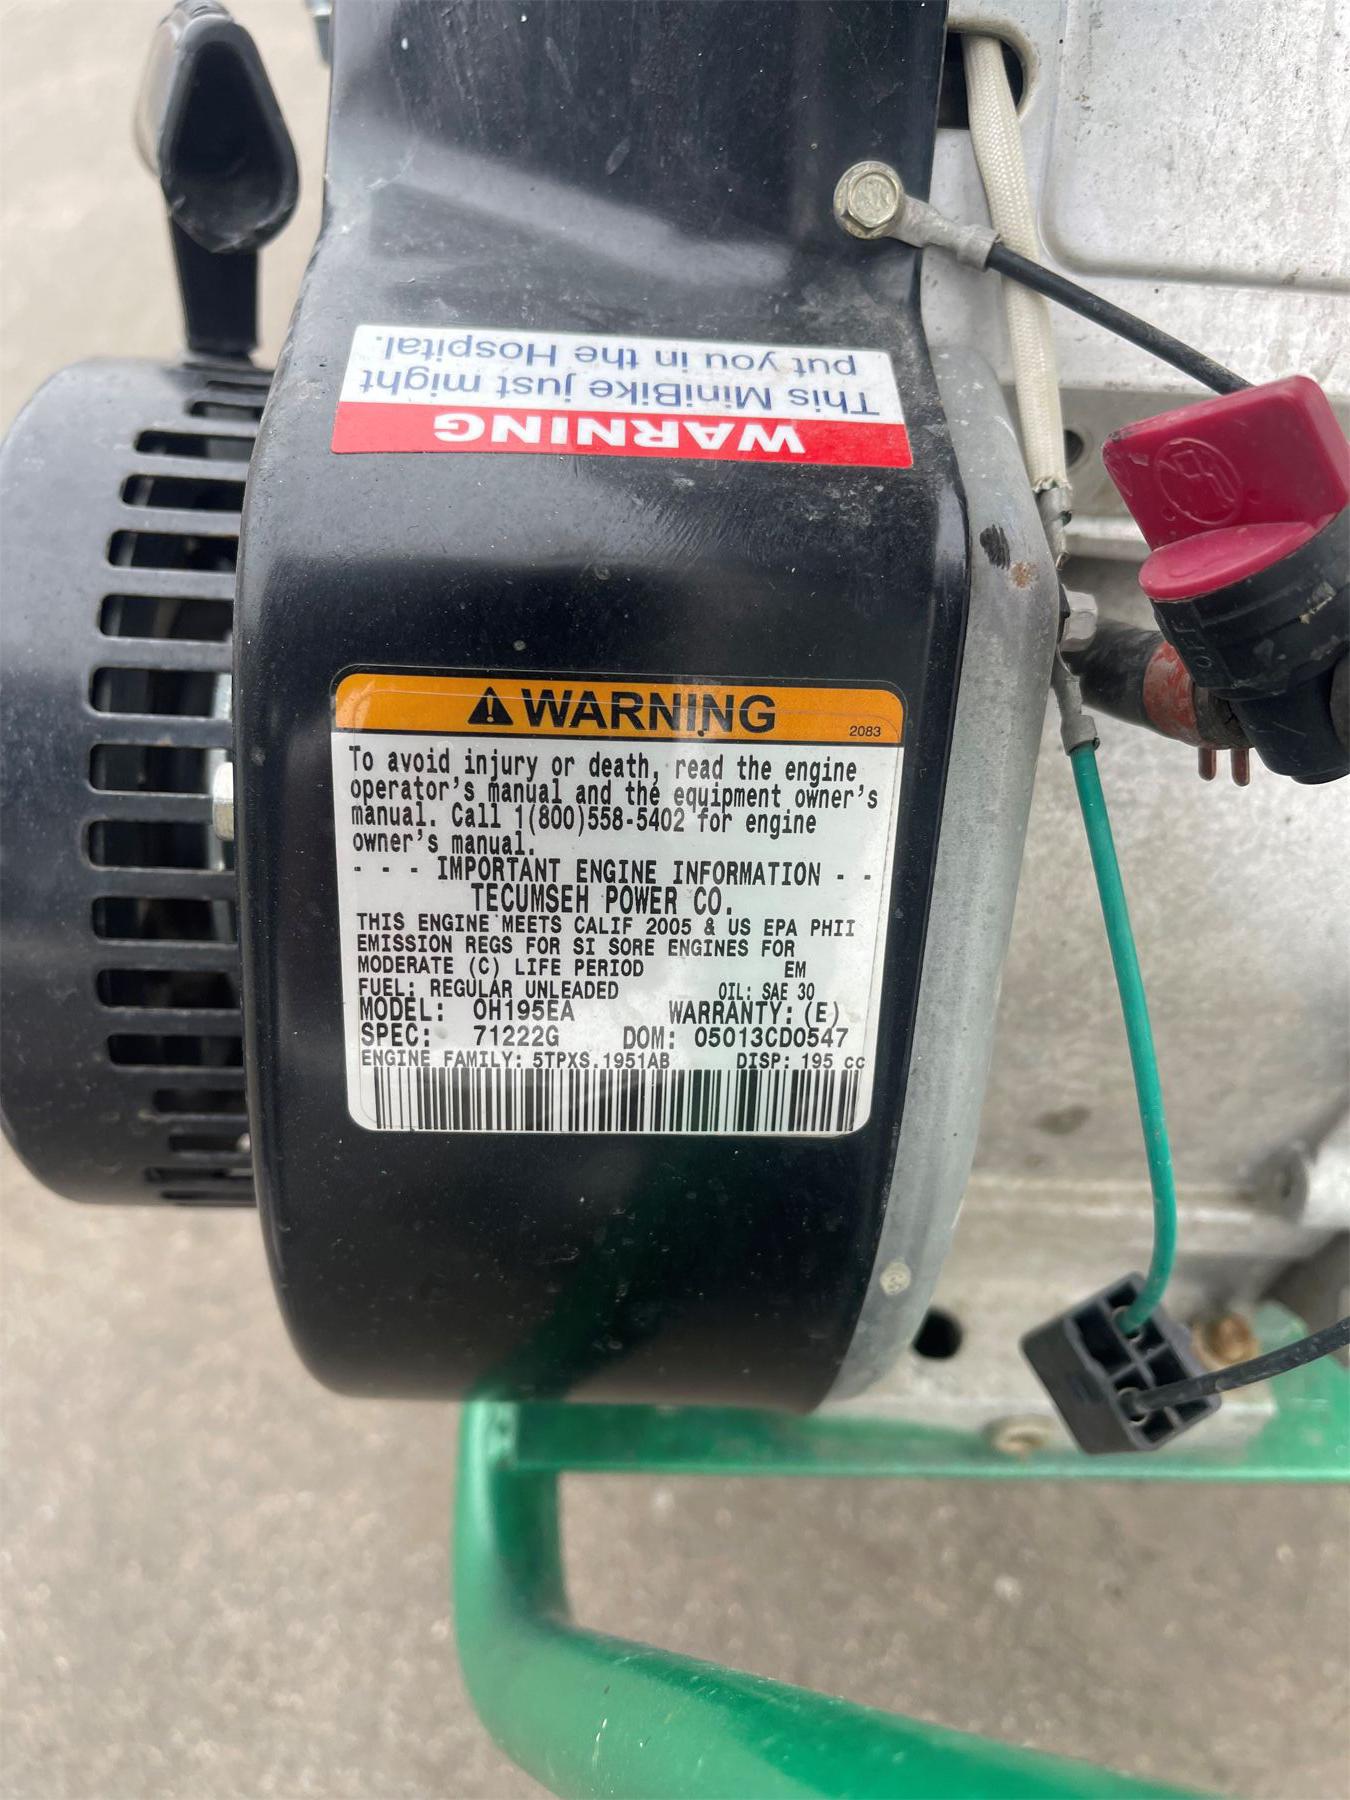 WARNING
This MiniBike just might
put you in the Hospital.
WARNING
2083
To avoid injury or death, read the engine
operator's manual and the equipment owner's
manual. Call 1(800)558-5402 for engine
owner's manual.
- - - IMPORTANT ENGINE INFORMATION - -
TECUMSEH POWER CO.
THIS ENGINE MEETS CALIF 2005 & US EPA PHII
EMISSION REGS FOR SI SORE ENGINES FOR
MODERATE (C) LIFE PERIOD EM
FUEL: REGULAR UNLEADED OIL: SAE 30
MODEL: OH195EA WARRANTY: (E)
SPEC: 71222G DOM: 05013CD0547
ENGINE FAMILY: 5TPXS.1951AB DISP: 195 cc